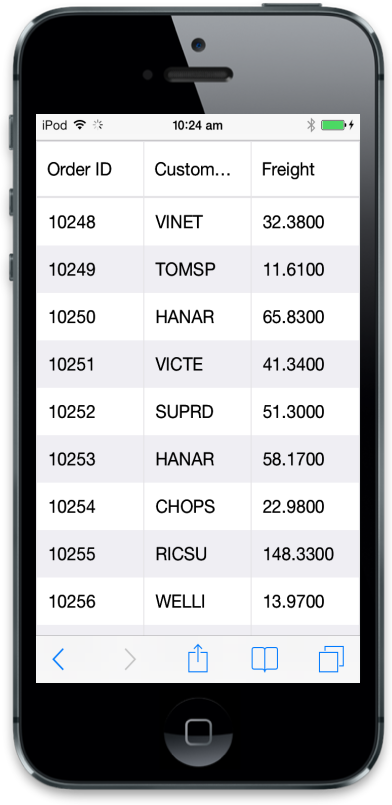 iPod 10:24 am
Order ID Custom... Freight
10248 VINET 32.3800
10249 TOMSP 11.6100
10250 HANAR 65.8300
10251 VICTE 41.3400
10252 SUPRD 51.3000
10253 HANAR 58.1700
10254 CHOPS 22.9800
10255 RICSU 148.3300
10256 WELLI 13.9700